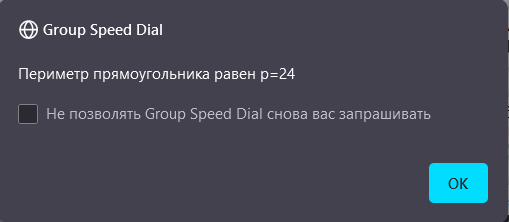 Group Speed Dial
Периметр прямоугольника равен p=24
Не позволять Group Speed Dial снова вас запрашивать
OK